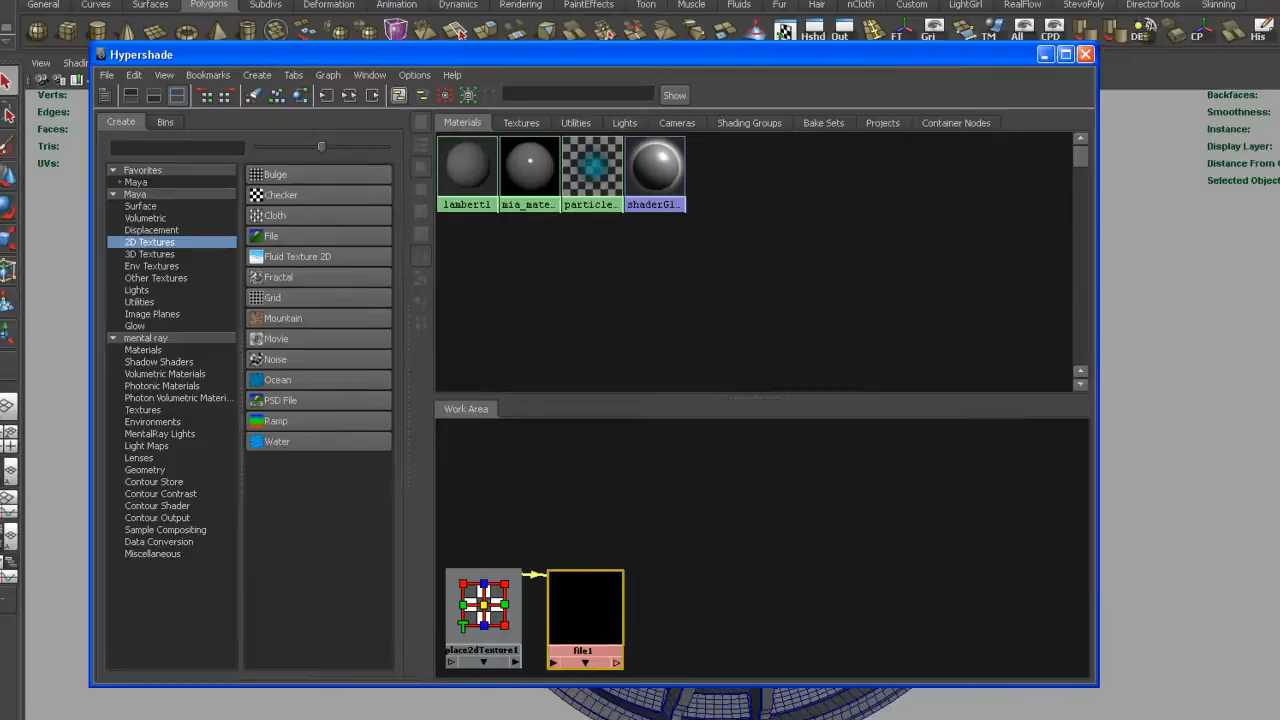 General Curves Surfaces Polygons Subdivs Deformation Animation Dynamics Rendering PaintEffects Toon Muscle Fluids Fur Hair nCloth Custom LightGirl RealFlow StevoPoly DirectorTools Skinning
Hshd Out FT Gri TM All CPD DE CP His
View Shadin
Hypershade
File Edit View Bookmarks Create Tabs Graph Window Options Help
Show
Verts:
Edges:
Faces:
Tris:
UVs:
Backfaces:
Smoothness:
Instance:
Display Layer:
Distance From C
Selected Object
Create Bins
Favorites
Maya
Maya
Surface
Volumetric
Displacement
2D Textures
3D Textures
Env Textures
Other Textures
Lights
Utilities
Image Planes
Glow
mental ray
Materials
Shadow Shaders
Volumetric Materials
Photonic Materials
Photon Volumetric Materi...
Textures
Environments
MentalRay Lights
Light Maps
Lenses
Geometry
Contour Store
Contour Contrast
Contour Shader
Contour Output
Sample Compositing
Data Conversion
Miscellaneous
Bulge
Checker
Cloth
File
Fluid Texture 2D
Fractal
Grid
Mountain
Movie
Noise
Ocean
PSD File
Ramp
Water
Materials Textures Utilities Lights Cameras Shading Groups Bake Sets Projects Container Nodes
lambert1 mia_mate... particle... shaderGl...
Work Area
place2dTexture1 file1